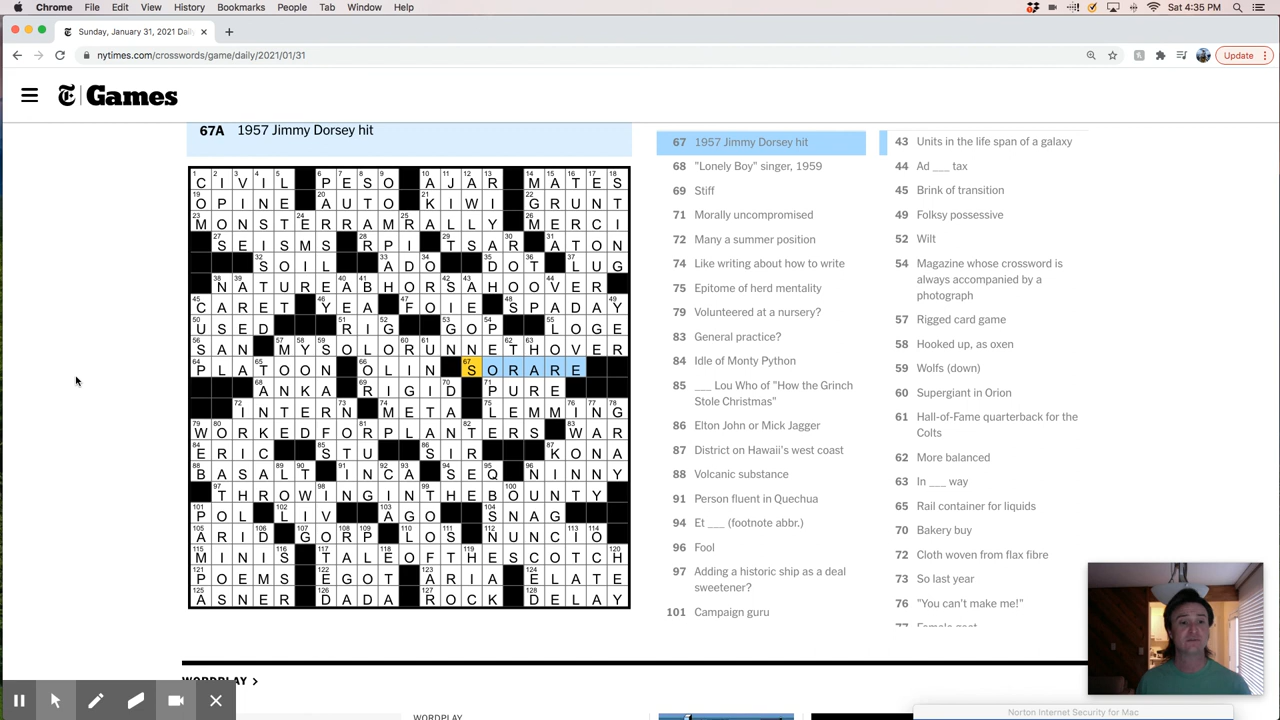 Chrome File Edit View History Bookmarks People Tab Window Help Sat 4:35 PM
Sunday, January 31, 2021 Dail
nytimes.com/crosswords/game/daily/2021/01/31 Update
Games
67A 1957 Jimmy Dorsey hit
C I V I L P E S O A J A R M A T E S
O P I N E A U T O K I W I G R U N T
M O N S T E R R A M R A L L Y M E R C I
S E I S M S R P I T S A R A T O N
S O I L A D O D O T L U G
N A T U R E A B H O R S A H O O V E R
C A R E T Y E A F O I E S P A D A Y
U S E D R I G G O P L O G E
S A N M Y S O L O R U N N E T H O V E R
P L A T O O N O L I N S O R A R E
A N K A R I G I D P U R E
I N T E R N M E T A L E M M I N G
W O R K E D F O R P L A N T E R S W A R
E R I C S T U S I R K O N A
B A S A L T I N C A S E Q N I N N Y
T H R O W I N G I N T H E B O U N T Y
P O L L I V A G O S N A G
A R I D G O R P L O S N U N C I O
M I N I S T A L E O F T H E S C O T C H
P O E M S E G O T A R I A E L A T E
A S N E R D A D A R O C K D E L A Y
67 1957 Jimmy Dorsey hit
68 "Lonely Boy" singer, 1959
69 Stiff
71 Morally uncompromised
72 Many a summer position
74 Like writing about how to write
75 Epitome of herd mentality
79 Volunteered at a nursery?
83 General practice?
84 Idle of Monty Python
85 ___ Lou Who of "How the Grinch
Stole Christmas"
86 Elton John or Mick Jagger
87 District on Hawaii's west coast
88 Volcanic substance
91 Person fluent in Quechua
94 Et ___ (footnote abbr.)
96 Fool
97 Adding a historic ship as a deal
sweetener?
101 Campaign guru
43 Units in the life span of a galaxy
44 Ad ___ tax
45 Brink of transition
49 Folksy possessive
52 Wilt
54 Magazine whose crossword is
always accompanied by a
photograph
57 Rigged card game
58 Hooked up, as oxen
59 Wolfs (down)
60 Supergiant in Orion
61 Hall-of-Fame quarterback for the
Colts
62 More balanced
63 In ___ way
65 Rail container for liquids
70 Bakery buy
72 Cloth woven from flax fibre
73 So last year
76 "You can't make me!"
77 Female goat
WORDPLAY
WORDPLAY
Norton Internet Security for Mac